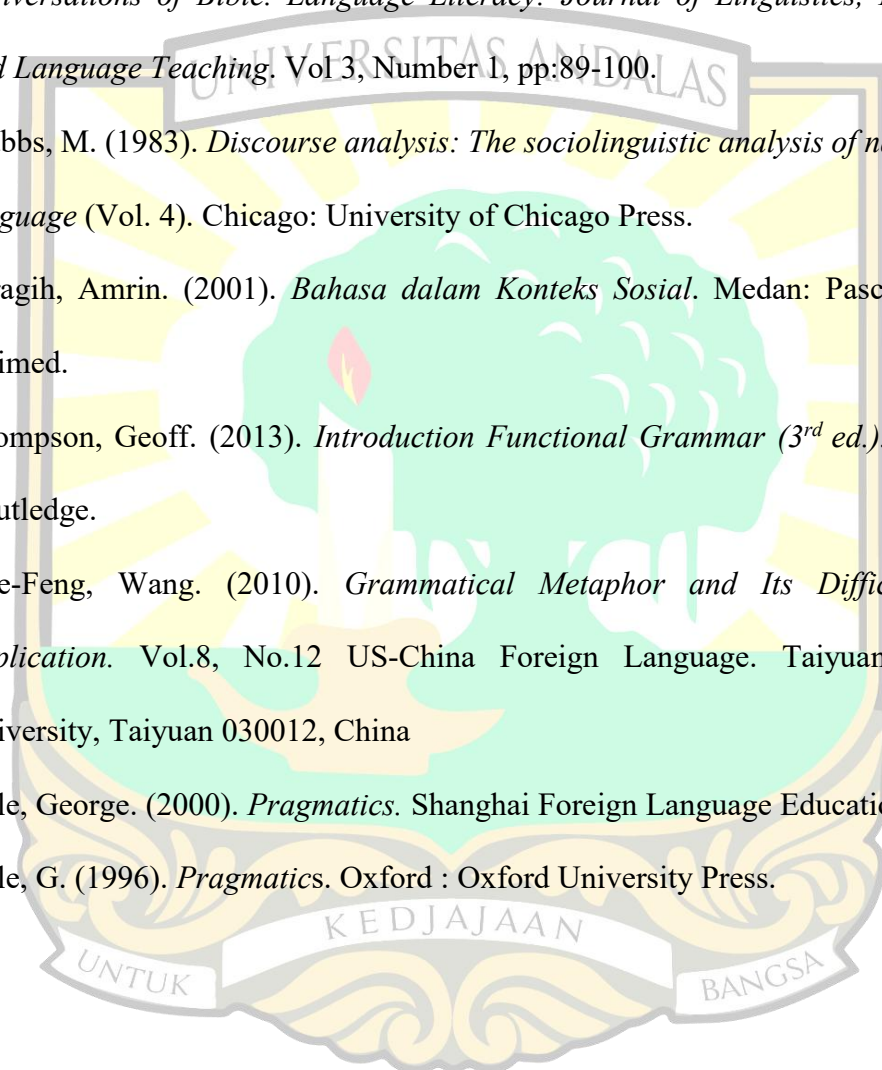 versations of Bible. Language Literacy: Journal of Linguistics,
d Language Teaching. Vol 3, Number 1, pp:89-100.
UNIVERSITAS ANDALAS
bbs, M. (1983). Discourse analysis: The sociolinguistic analysis of n
guage (Vol. 4). Chicago: University of Chicago Press.
ragih, Amrin. (2001). Bahasa dalam Konteks Sosial. Medan: Pasc
imed.
ompson, Geoff. (2013). Introduction Functional Grammar (3rd ed.).
utledge.
e-Feng, Wang. (2010). Grammatical Metaphor and Its Diffic
plication. Vol.8, No.12 US-China Foreign Language. Taiyuan
iversity, Taiyuan 030012, China
le, George. (2000). Pragmatics. Shanghai Foreign Language Educatio
le, G. (1996). Pragmatics. Oxford : Oxford University Press.
KEDJAJAAN
UNTUK BANGSA